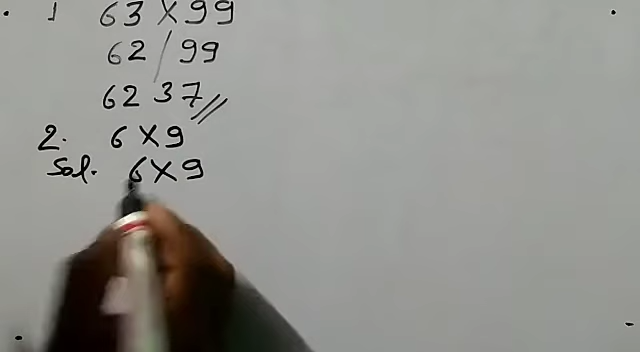 1 63 × 99
62 / 99
62 37 //
2. 6 × 9
Sol. 6 × 9